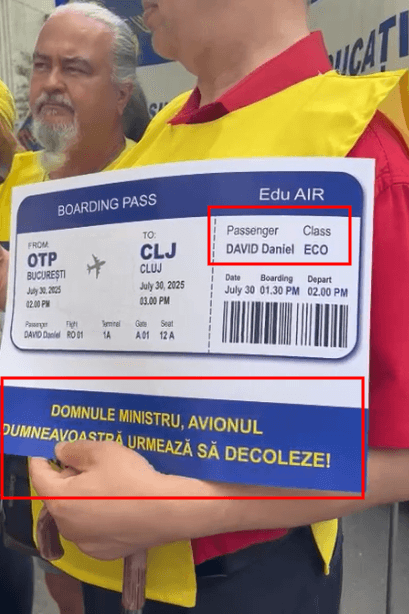 EDUCAȚI
BOARDING PASS
Edu AIR
FROM:
OTP
BUCUREȘTI
July 30, 2025
02.00 PM
TO:
CLJ
CLUJ
July 30, 2025
03.00 PM
Passenger Flight Terminal Gate Seat
DAVID Daniel RO 01 1A A 01 12 A
Passenger Class
DAVID Daniel ECO
Date Boarding Depart
July 30 01.30 PM 02.00 PM
DOMNULE MINISTRU, AVIONUL
DUMNEAVOASTRĂ URMEAZĂ SĂ DECOLEZE!